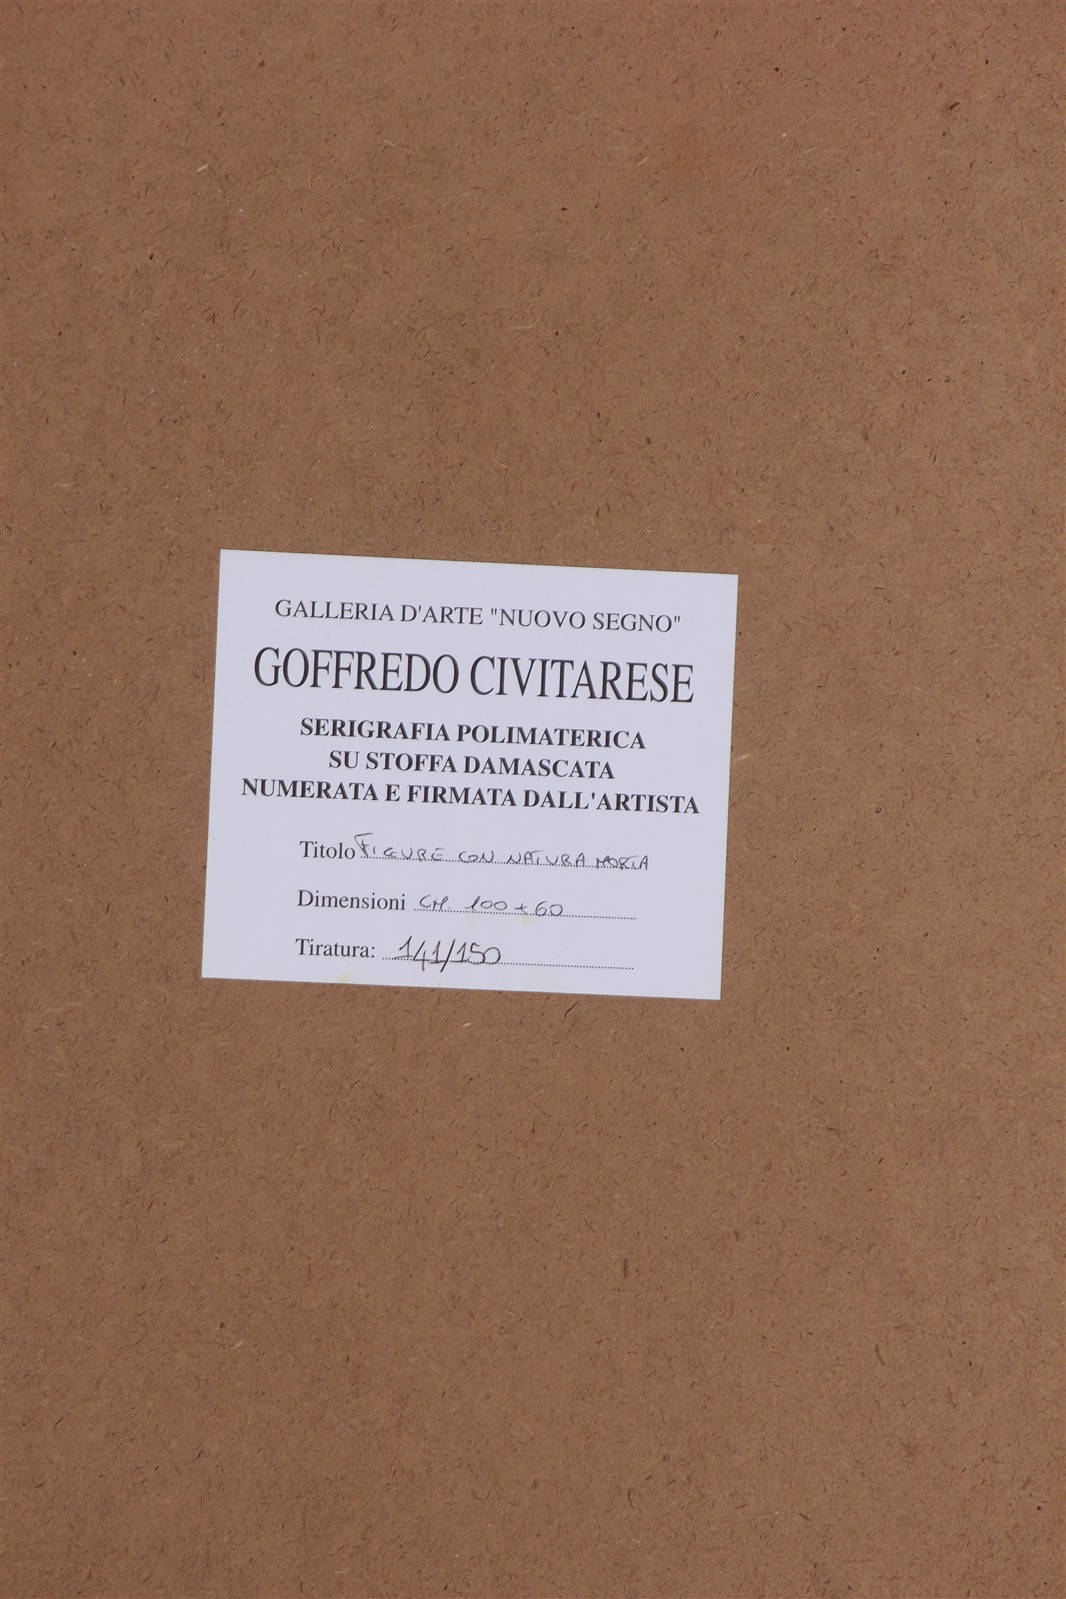 GALLERIA D'ARTE "NUOVO SEGNO"
GOFFREDO CIVITARESE
SERIGRAFIA POLIMATERICA
SU STOFFA DAMASCATA
NUMERATA E FIRMATA DALL'ARTISTA
Titolo FIGURE CON NATURA MORTA
Dimensioni CM. 100 x 60
Tiratura: 141/150